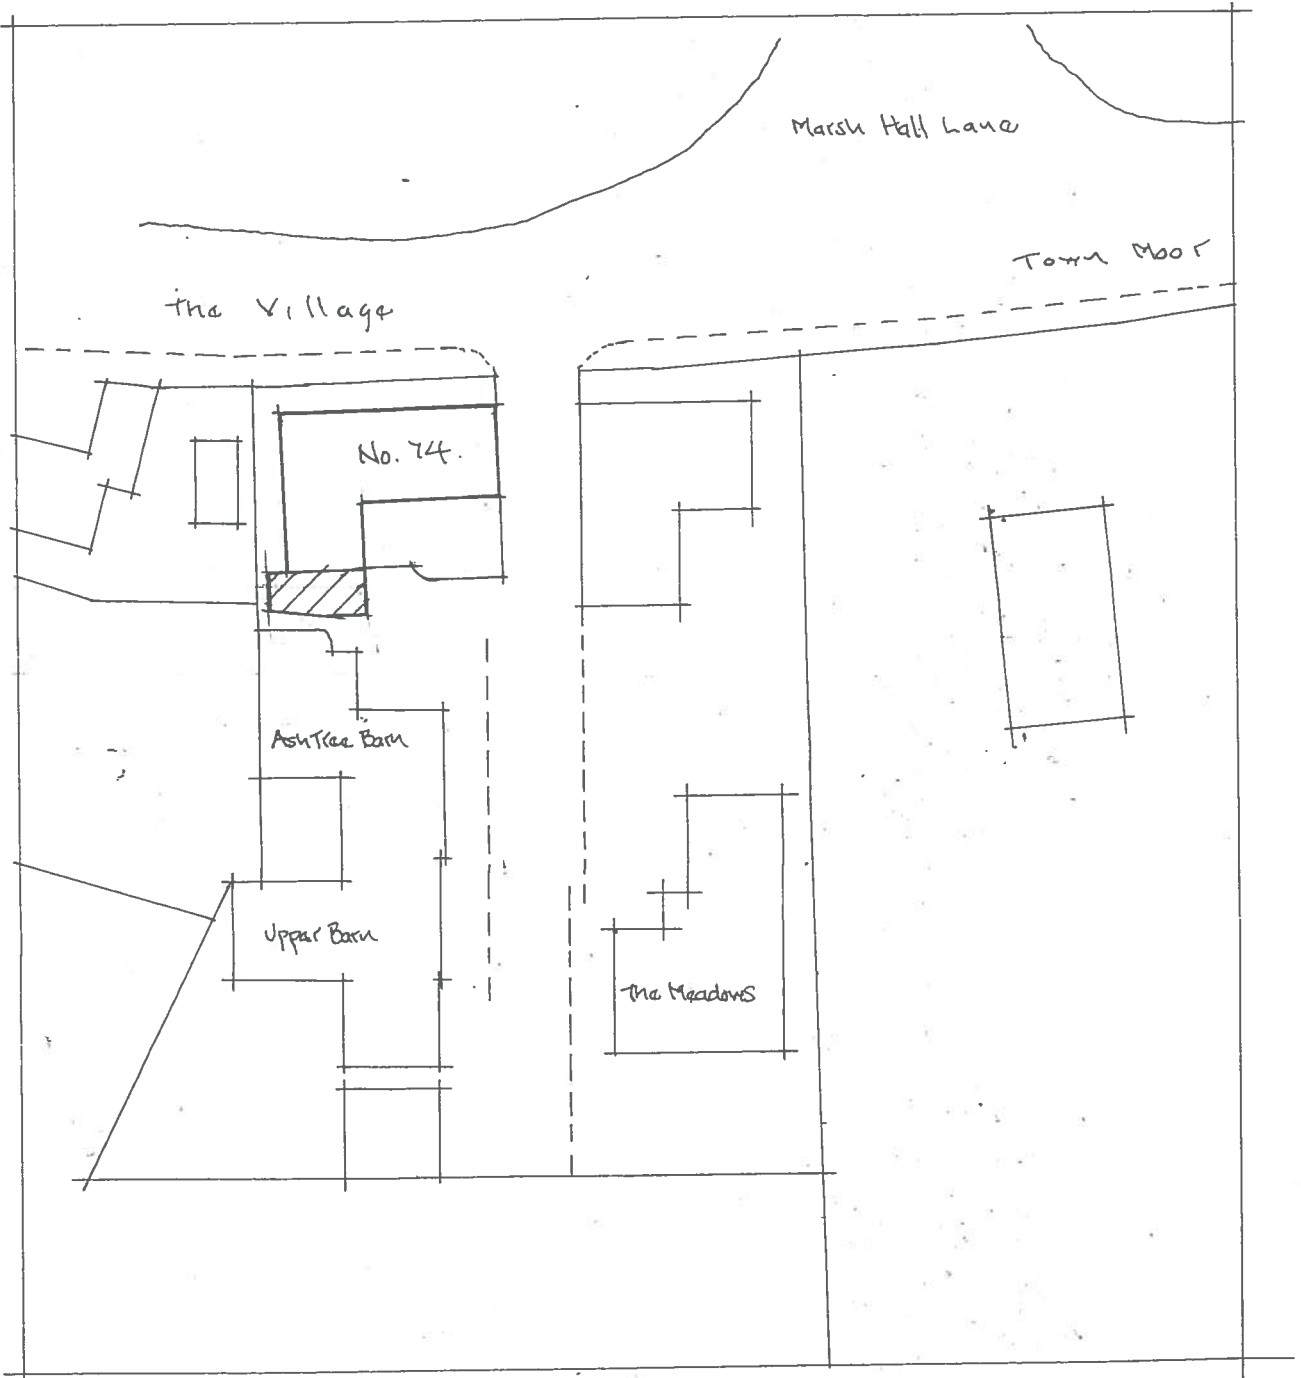 Marsh Hall Lane
Town Moor
The Village
No. 74.
AshTree Barn
Upper Barn
The Meadows